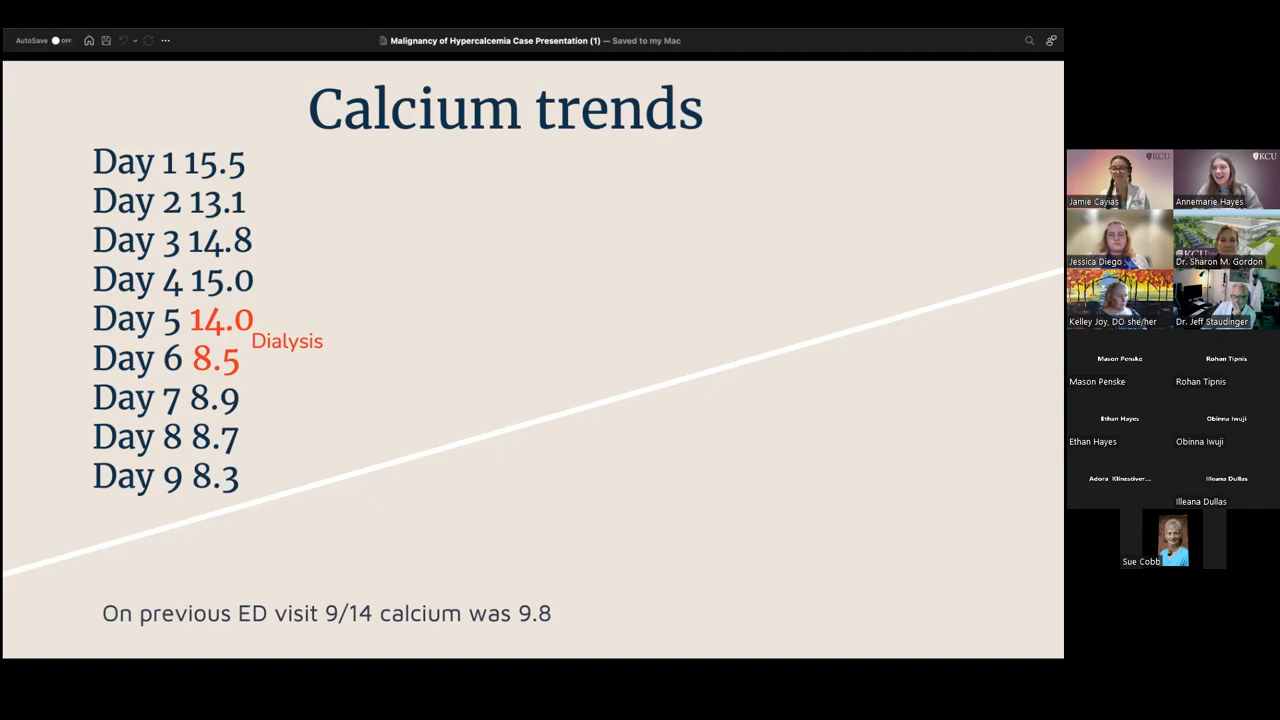 AutoSave OFF
Malignancy of Hypercalcemia Case Presentation (1) — Saved to my Mac
Calcium trends
Day 1 15.5
Day 2 13.1
Day 3 14.8
Day 4 15.0
Day 5 14.0
Dialysis
Day 6 8.5
Day 7 8.9
Day 8 8.7
Day 9 8.3
On previous ED visit 9/14 calcium was 9.8
KCU
Jamie Cayias
KCU
Annemarie Hayes
Jessica Diego
KCU
Dr. Sharon M. Gordon
Kelley Joy, DO she/her
Dr. Jeff Staudinger
Mason Penske
Mason Penske
Rohan Tipnis
Rohan Tipnis
Ethan Hayes
Ethan Hayes
Obinna Iwuji
Obinna Iwuji
Adora Klinestiver...
Illeana Dullas
Illeana Dullas
Sue Cobb